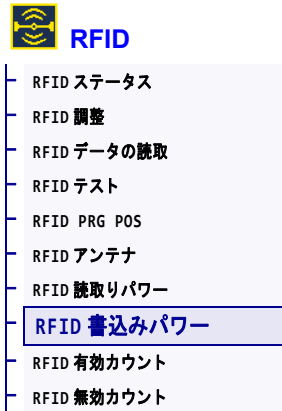 RFID
RFID ステータス
RFID 調整
RFID データの読取
RFID テスト
RFID PRG POS
RFID アンテナ
RFID 読取りパワー
RFID 書込みパワー
RFID 有効カウント
RFID 無効カウント